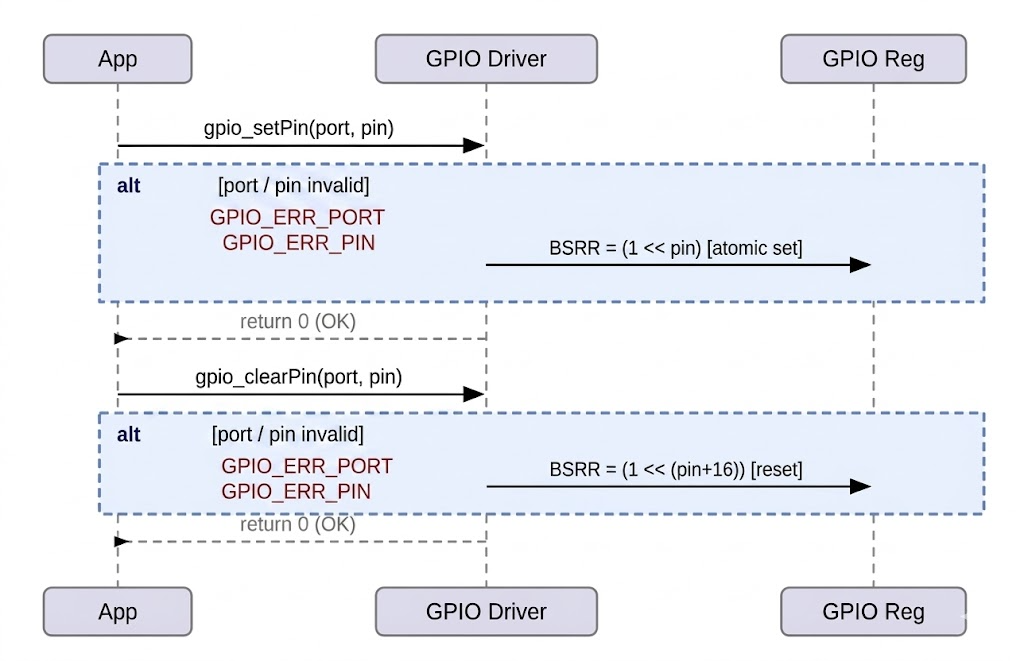 App
GPIO Driver
GPIO Reg
gpio_setPin(port, pin)
alt
[port / pin invalid]
GPIO_ERR_PORT
GPIO_ERR_PIN
BSRR = (1 << pin) [atomic set]
return 0 (OK)
gpio_clearPin(port, pin)
alt
[port / pin invalid]
GPIO_ERR_PORT
GPIO_ERR_PIN
BSRR = (1 << (pin+16)) [reset]
return 0 (OK)
App
GPIO Driver
GPIO Reg